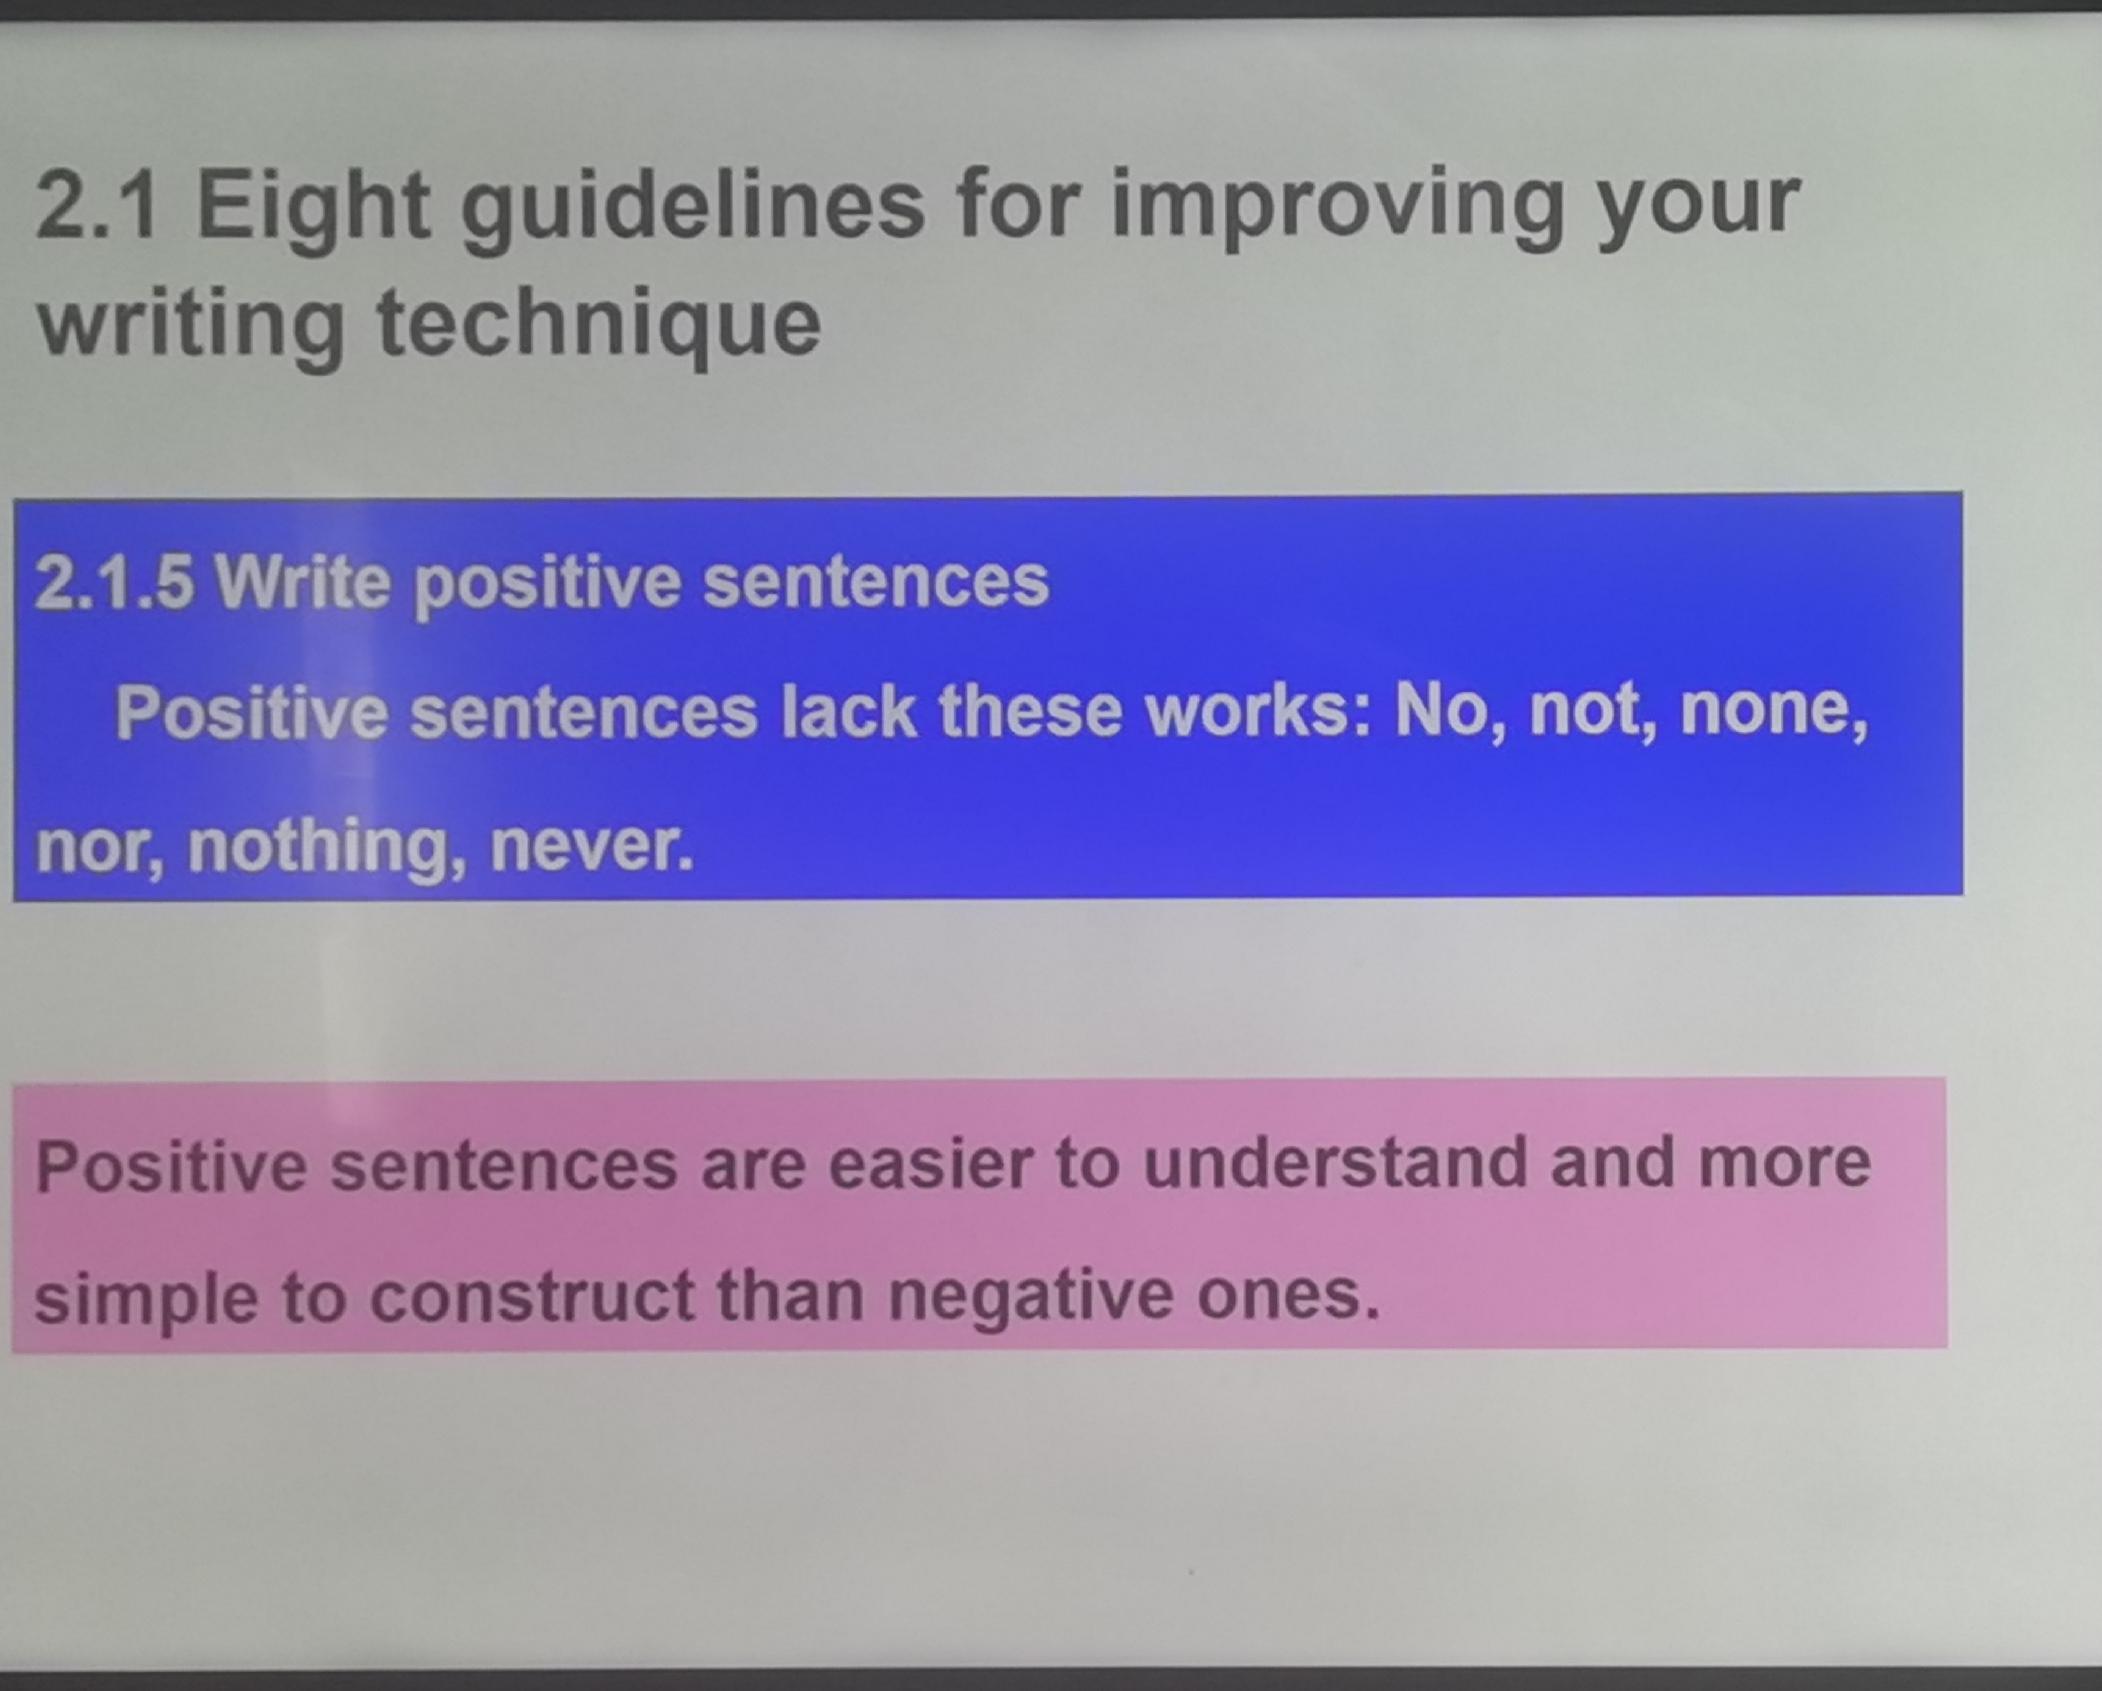 2.1 Eight guidelines for improving your
writing technique
2.1.5 Write positive sentences
Positive sentences lack these works: No, not, none,
nor, nothing, never.
Positive sentences are easier to understand and more
simple to construct than negative ones.